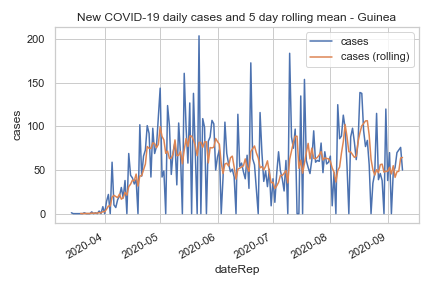 New COVID-19 daily cases and 5 day rolling mean - Guinea
cases
cases (rolling)
200
150
100
50
0
cases
2020-04
2020-05
2020-06
2020-07
2020-08
2020-09
dateRep